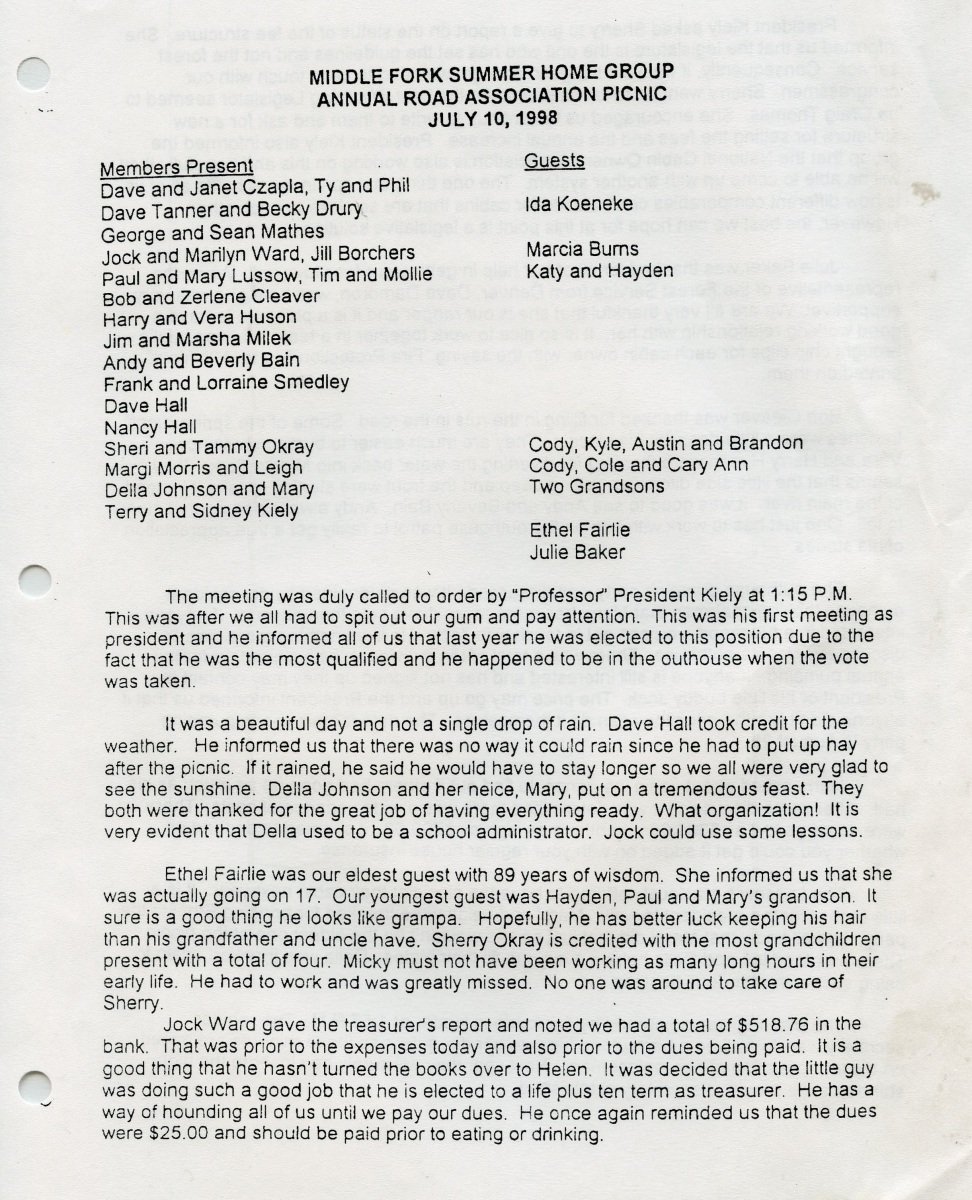 MIDDLE FORK SUMMER HOME GROUP
ANNUAL ROAD ASSOCIATION PICNIC
JULY 10, 1998
Members Present Guests
Dave and Janet Czapla, Ty and Phil
Dave Tanner and Becky Drury Ida Koeneke
George and Sean Mathes
Jock and Marilyn Ward, Jill Borchers Marcia Burns
Paul and Mary Lussow, Tim and Mollie Katy and Hayden
Bob and Zerlene Cleaver
Harry and Vera Huson
Jim and Marsha Milek
Andy and Beverly Bain
Frank and Lorraine Smedley
Dave Hall
Nancy Hall
Sheri and Tammy Okray Cody, Kyle, Austin and Brandon
Margi Morris and Leigh Cody, Cole and Cary Ann
Della Johnson and Mary Two Grandsons
Terry and Sidney Kiely
Ethel Fairlie
Julie Baker
The meeting was duly called to order by "Professor" President Kiely at 1:15 P.M.
This was after we all had to spit out our gum and pay attention. This was his first meeting as
president and he informed all of us that last year he was elected to this position due to the
fact that he was the most qualified and he happened to be in the outhouse when the vote
was taken.
It was a beautiful day and not a single drop of rain. Dave Hall took credit for the
weather. He informed us that there was no way it could rain since he had to put up hay
after the picnic. If it rained, he said he would have to stay longer so we all were very glad to
see the sunshine. Della Johnson and her neice, Mary, put on a tremendous feast. They
both were thanked for the great job of having everything ready. What organization! It is
very evident that Della used to be a school administrator. Jock could use some lessons.
Ethel Fairlie was our eldest guest with 89 years of wisdom. She informed us that she
was actually going on 17. Our youngest guest was Hayden, Paul and Mary's grandson. It
sure is a good thing he looks like grampa. Hopefully, he has better luck keeping his hair
than his grandfather and uncle have. Sherry Okray is credited with the most grandchildren
present with a total of four. Micky must not have been working as many long hours in their
early life. He had to work and was greatly missed. No one was around to take care of
Sherry.
Jock Ward gave the treasurer's report and noted we had a total of $518.76 in the
bank. That was prior to the expenses today and also prior to the dues being paid. It is a
good thing that he hasn't turned the books over to Helen. It was decided that the little guy
was doing such a good job that he is elected to a life plus ten term as treasurer. He has a
way of hounding all of us until we pay our dues. He once again reminded us that the dues
were $25.00 and should be paid prior to eating or drinking.